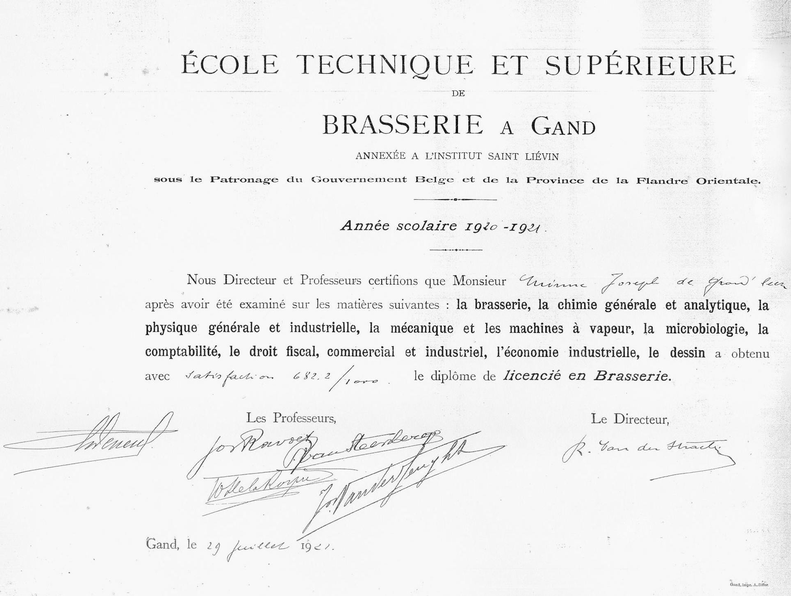 ÉCOLE TECHNIQUE ET SUPÉRIEURE
DE
BRASSERIE A GAND
ANNEXÉE A L'INSTITUT SAINT LIÉVIN
sous le Patronage du Gouvernement Belge et de la Province de la Flandre Orientale.
Année scolaire 1920-1921.
Nous Directeur et Professeurs certifions que Monsieur Minne Joseph de Grand'
après avoir été examiné sur les matières suivantes : la brasserie, la chimie générale et analytique, la
physique générale et industrielle, la mécanique et les machines à vapeur, la microbiologie, la
comptabilité, le droit fiscal, commercial et industriel, l'économie industrielle, le dessin a obtenu
avec satisfaction 682.2/1000 le diplôme de licencié en Brasserie.
Les Professeurs,
Le Directeur,
R. Van der Straeten
Gand, le 29 juillet 1921.